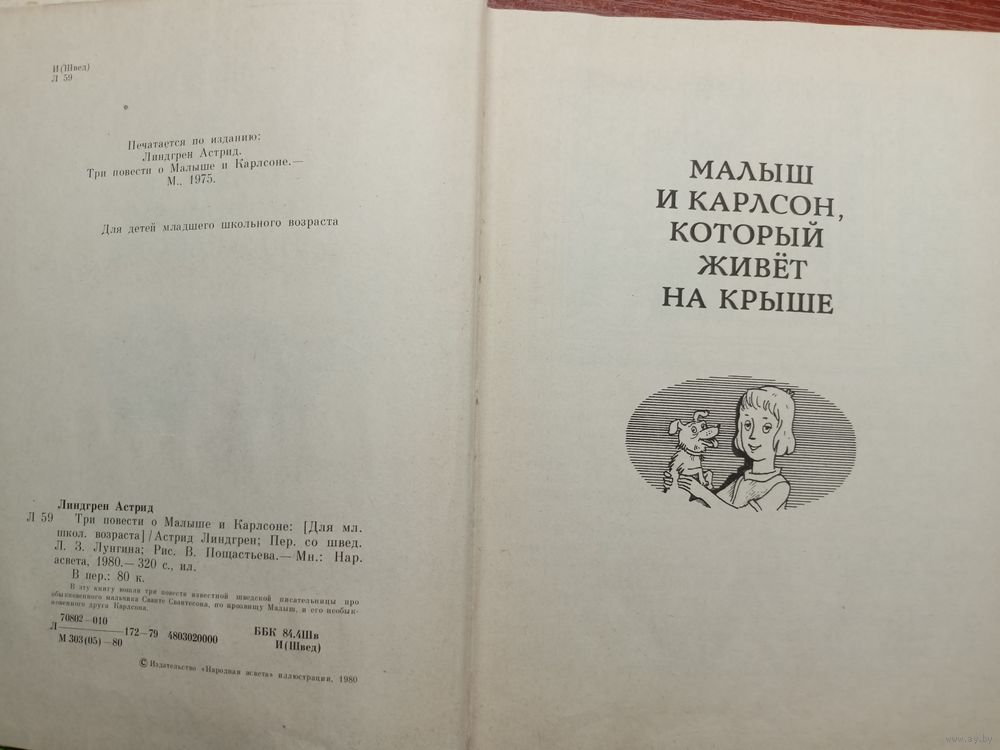 И(Швед)
Л 59
Печатается по изданию:
Линдгрен Астрид.
Три повести о Малыше и Карлсоне.—
М., 1975.
Для детей младшего школьного возраста
Линдгрен Астрид
Л 59 Три повести о Малыше и Карлсоне: [Для мл.
школ. возраста] / Астрид Линдгрен; Пер. со швед.
Л. З. Лунгина; Рис. В. Пощастьева.— Мн.: Нар.
асвета, 1980.— 320 с., ил.
В пер.: 80 к.
В эту книгу вошли три повести известной шведской писательницы про
обыкновенного мальчика Сванте Свантесона, по прозвищу Малыш, и его необык-
новенного друга Карлсона.
70802—010
Л———172—79 4803020000
М 303(05)—80
ББК 84.4Шв
И(Швед)
© Издательство «Народная асвета» иллюстрации, 1980
МАЛЫШ
И КАРЛСОН,
КОТОРЫЙ
ЖИВЁТ
НА КРЫШЕ
www.ay.by